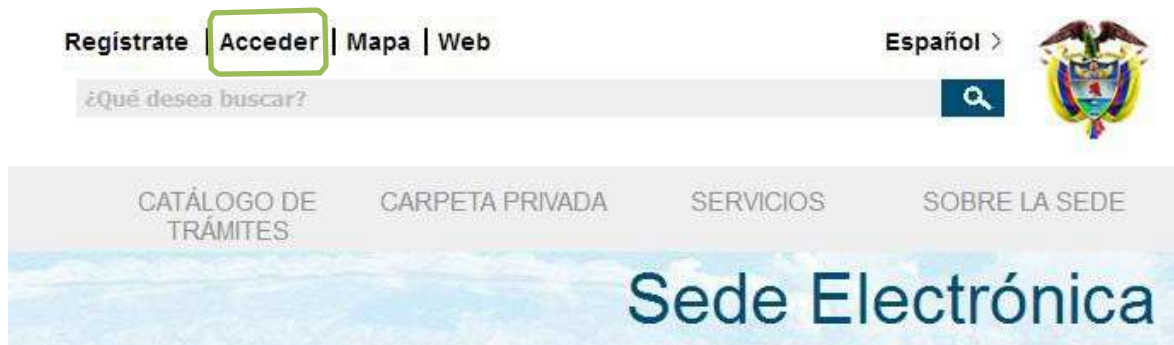 Regístrate | Acceder | Mapa | Web
Español >
¿Qué desea buscar?
CATÁLOGO DE TRÁMITES
CARPETA PRIVADA
SERVICIOS
SOBRE LA SEDE
Sede Electrónica